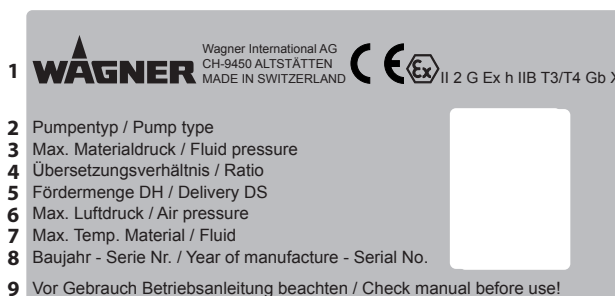 1 WAGNER Wagner International AG
CH-9450 ALTSTÄTTEN
MADE IN SWITZERLAND CE Ex II 2 G Ex h IIB T3/T4 Gb X
2 Pumpentyp / Pump type
3 Max. Materialdruck / Fluid pressure
4 Übersetzungsverhältnis / Ratio
5 Fördermenge DH / Delivery DS
6 Max. Luftdruck / Air pressure
7 Max. Temp. Material / Fluid
8 Baujahr - Serie Nr. / Year of manufacture - Serial No.
9 Vor Gebrauch Betriebsanleitung beachten / Check manual before use!